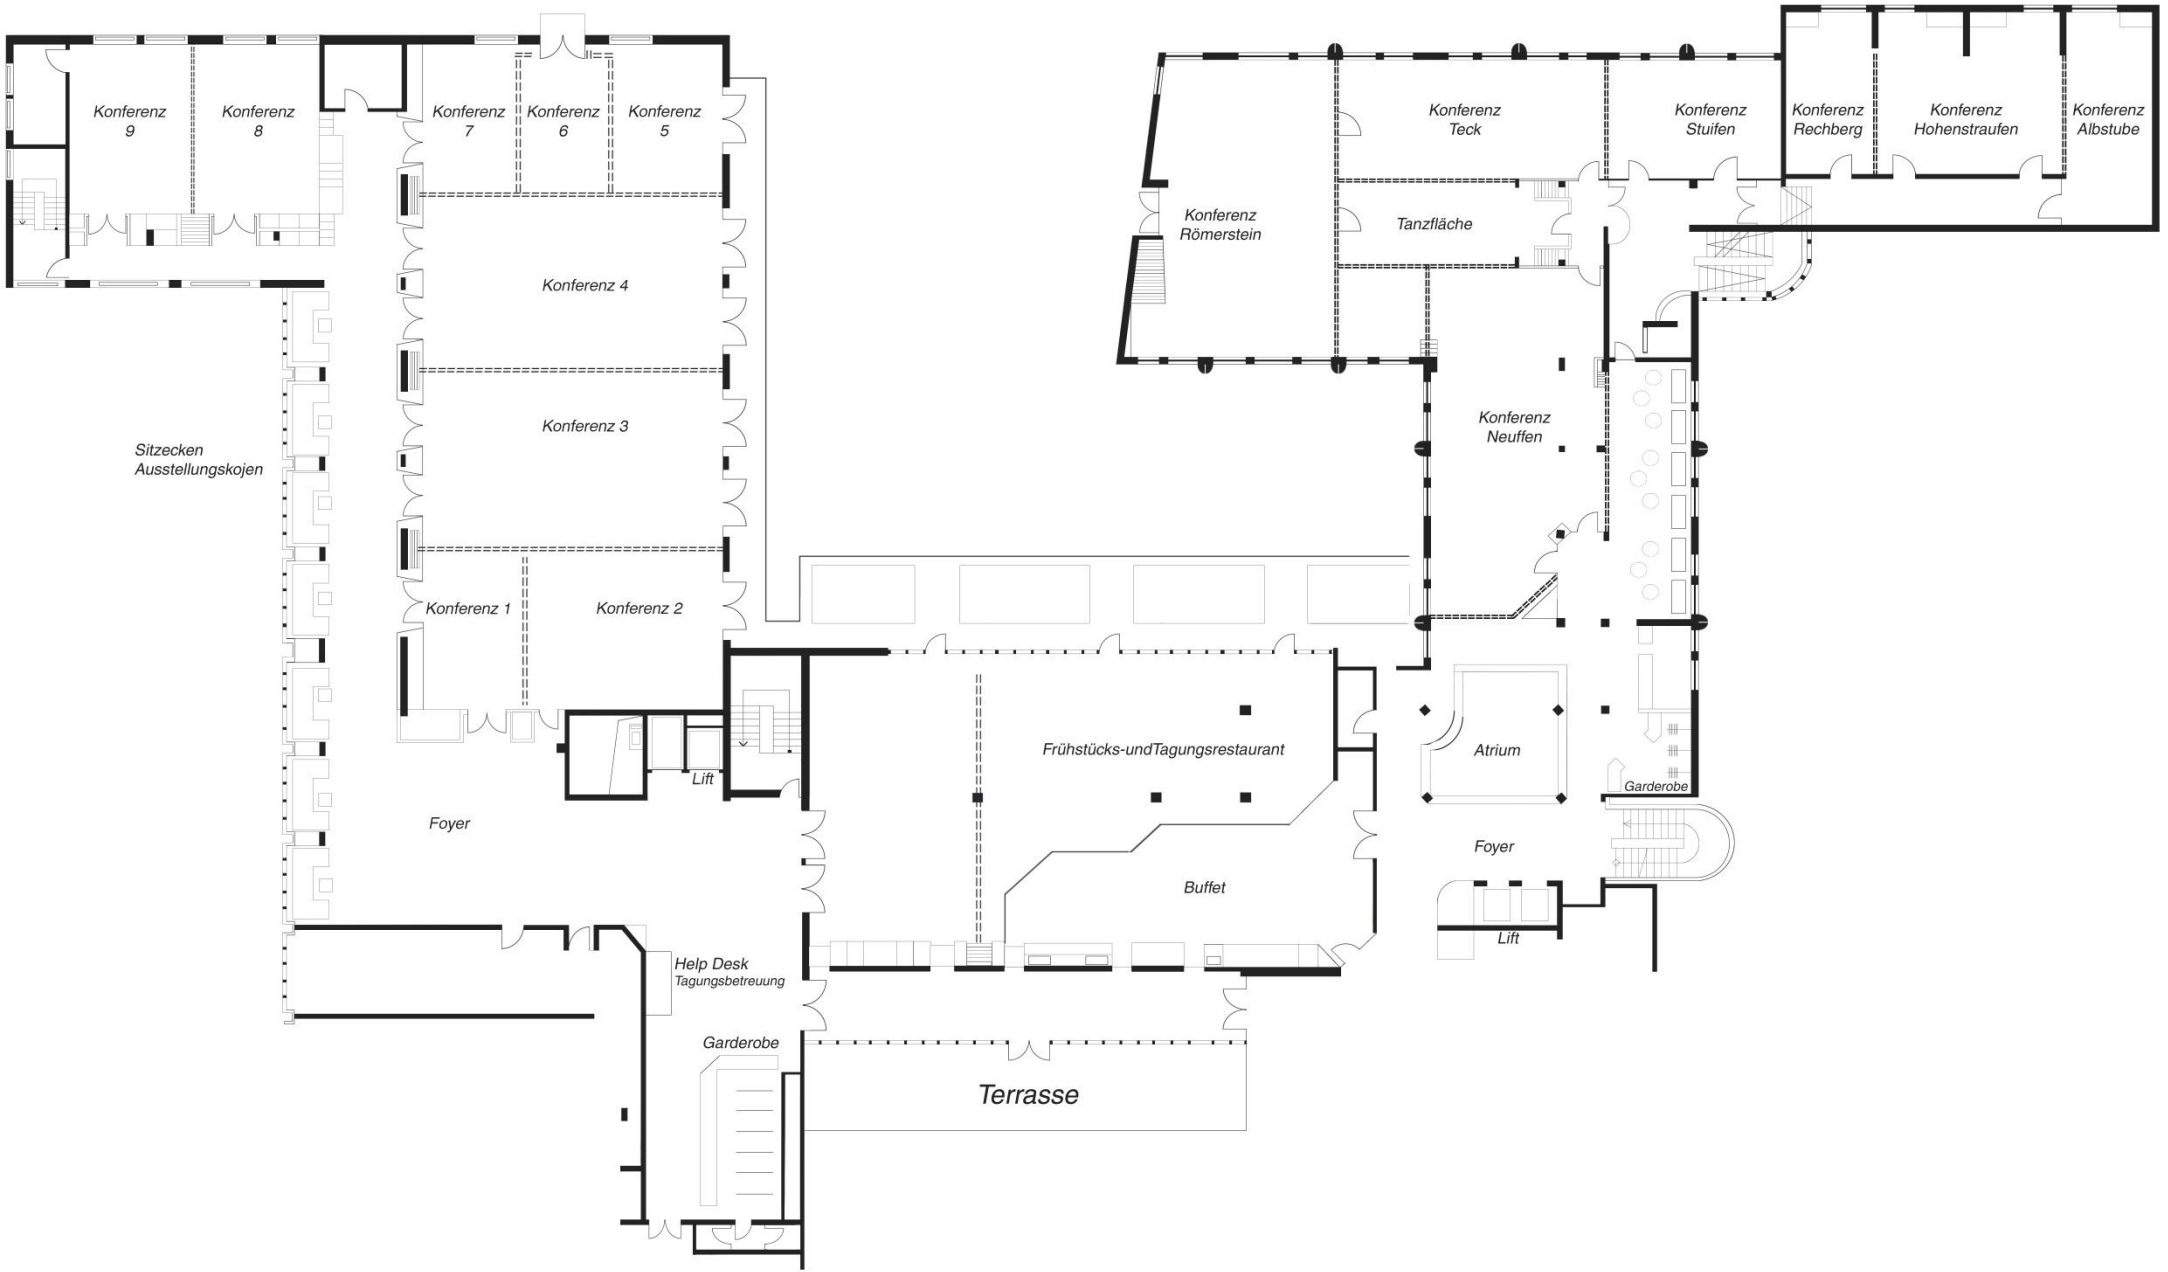 Konferenz
9
Konferenz
8
Konferenz
7
Konferenz
6
Konferenz
5
Konferenz 4
Konferenz 3
Konferenz 1
Konferenz 2
Sitzecken
Ausstellungskojen
Lift
Foyer
Help Desk
Tagungsbetreuung
Garderobe
Terrasse
Frühstücks-undTagungsrestaurant
Buffet
Konferenz
Römerstein
Konferenz
Teck
Tanzfläche
Konferenz
Stuifen
Konferenz
Rechberg
Konferenz
Hohenstraufen
Konferenz
Albstube
Konferenz
Neuffen
Atrium
Garderobe
Foyer
Lift